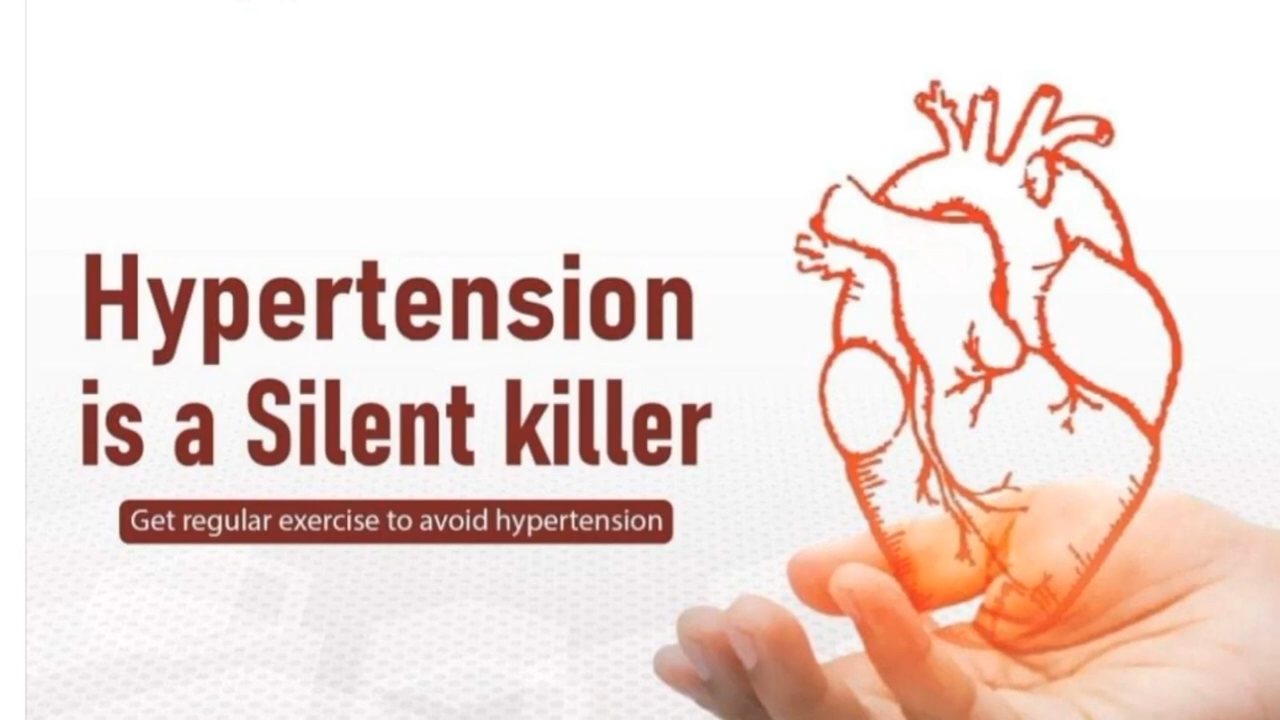 Hypertension
is a Silent killer
Get regular exercise to avoid hypertension